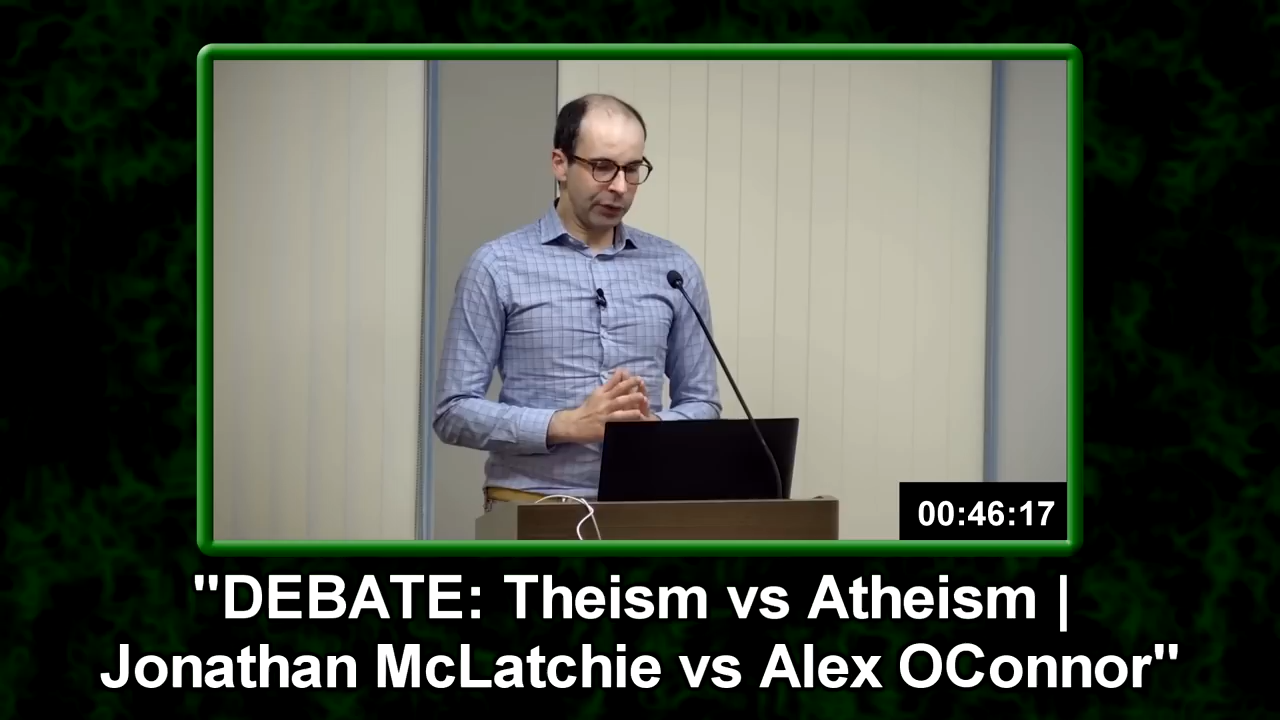 00:46:17
"DEBATE: Theism vs Atheism |
Jonathan McLatchie vs Alex OConnor"